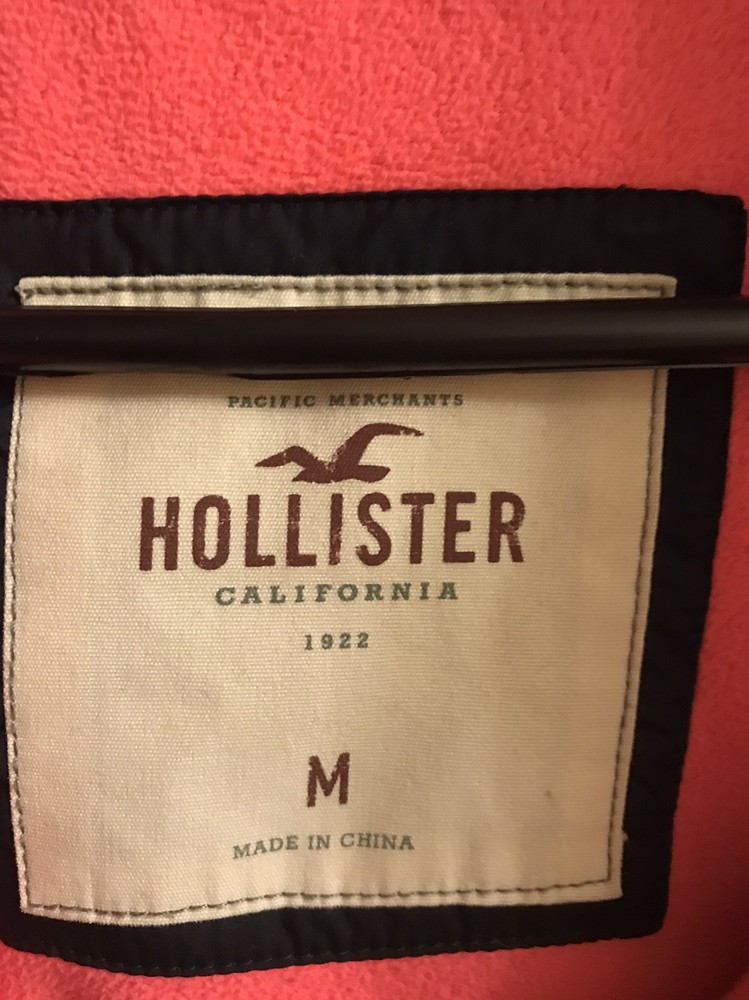 PACIFIC MERCHANTS
HOLLISTER
CALIFORNIA
1922
M
MADE IN CHINA